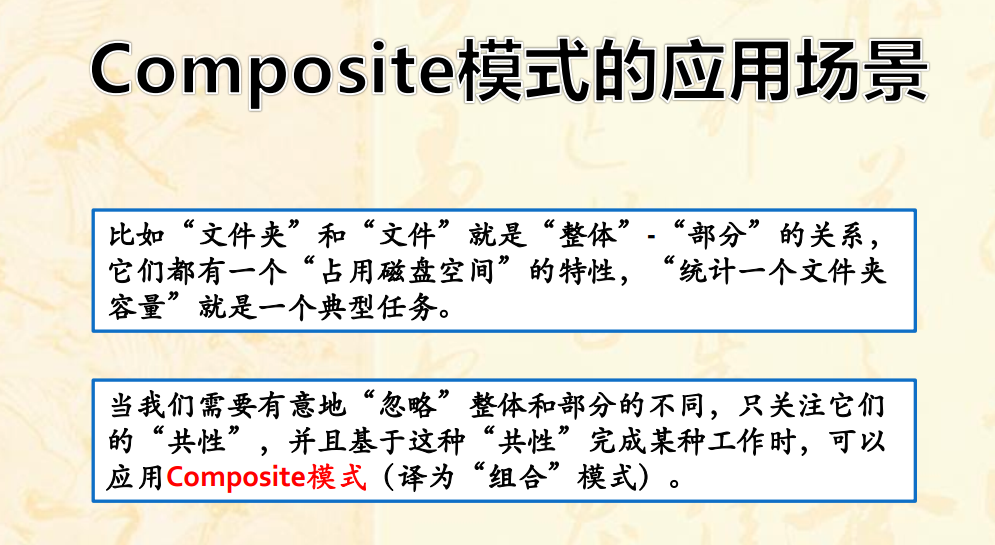 Composite模式的应用场景
比如“文件夹”和“文件”就是“整体”-“部分”的关系，
它们都有一个“占用磁盘空间”的特性，“统计一个文件夹
容量”就是一个典型任务。
当我们需要有意地“忽略”整体和部分的不同，只关注它们
的“共性”，并且基于这种“共性”完成某种工作时，可以
应用Composite模式（译为“组合”模式）。